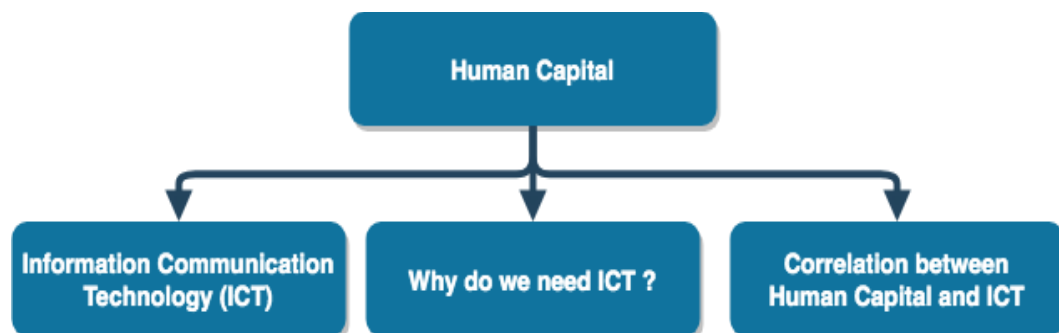 Human Capital
Information Communication
Technology (ICT)
Why do we need ICT ?
Correlation between
Human Capital and ICT